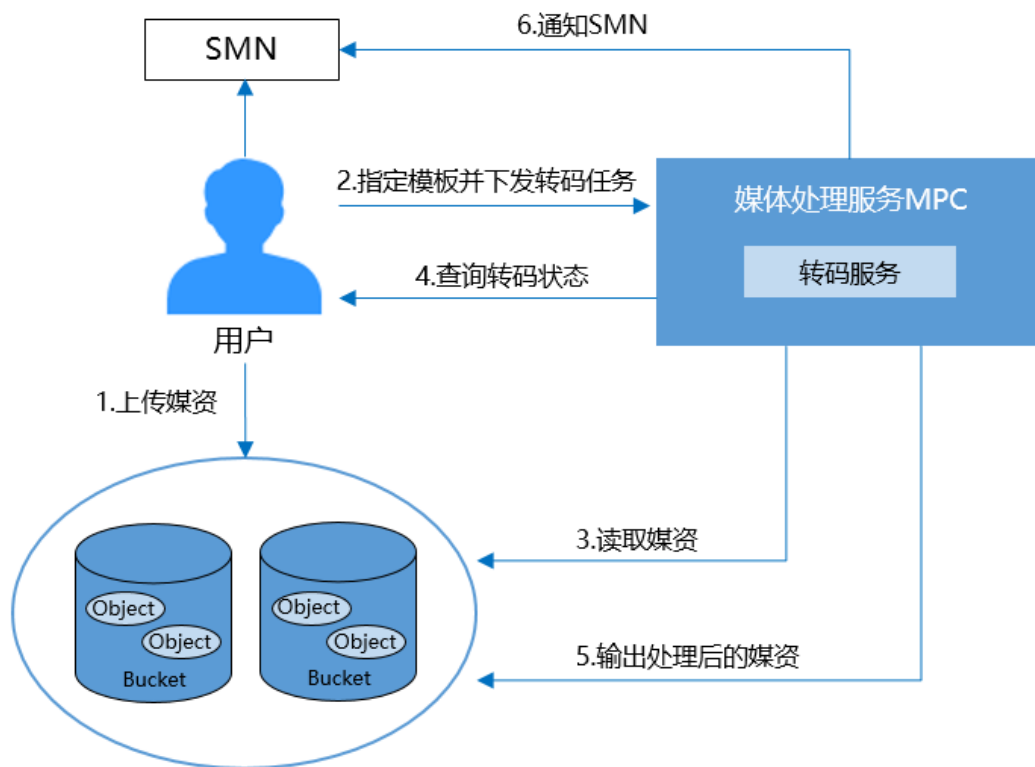 6.通知SMN
SMN
2.指定模板并下发转码任务
媒体处理服务MPC
转码服务
4.查询转码状态
用户
1.上传媒资
3.读取媒资
Object
Object
Bucket
Object
Object
Bucket
5.输出处理后的媒资